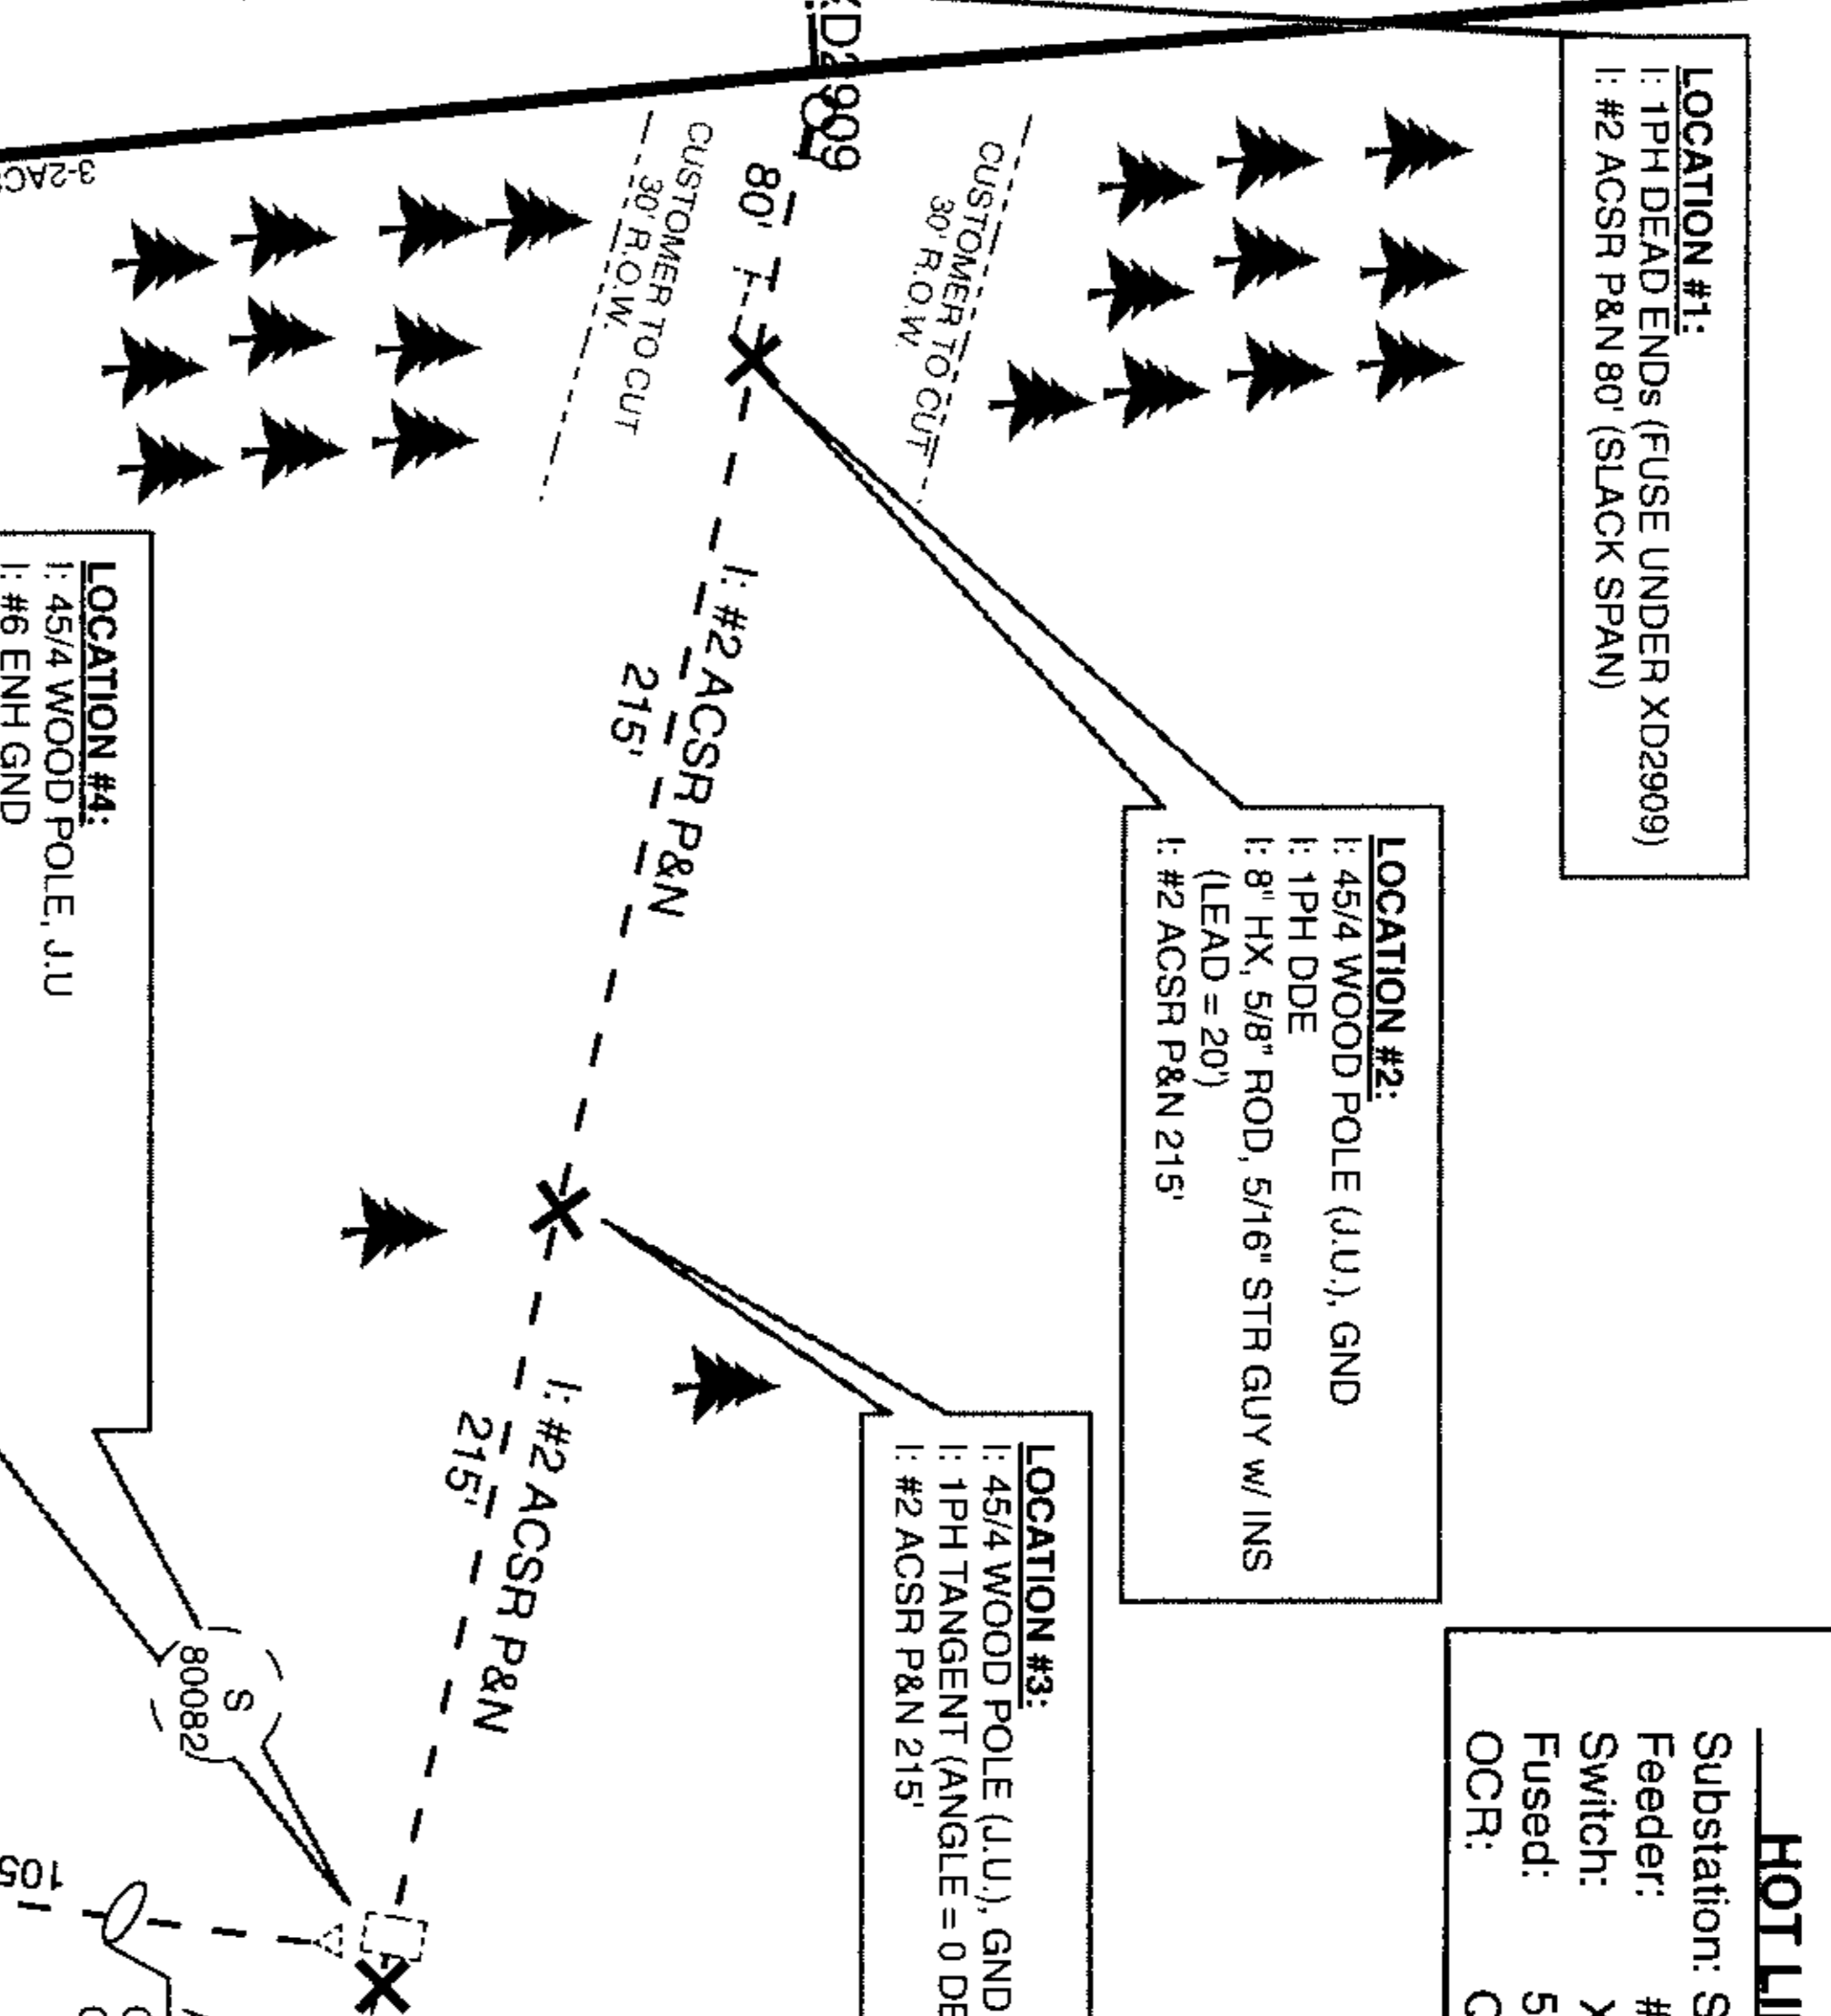 LOCATION #1:
I: 1PH DEAD ENDs (FUSE UNDER XD2909)
I: #2 ACSR P&N 80' (SLACK SPAN)
XD2909
CUSTOMER TO CUT
30' R.O.W.
80'
CUSTOMER TO CUT
30' R.O.W.
LOCATION #2:
I: 45/4 WOOD POLE (J.U.), GND
I: 1PH DDE
I: 8" HX, 5/8" ROD, 5/16" STR GUY W/ INS
(LEAD = 20')
I: #2 ACSR P&N 215'
I: #2 ACSR P&N
215'
LOCATION #3:
I: 45/4 WOOD POLE (J.U.), GND
I: 1PH TANGENT (ANGLE = 0
I: #2 ACSR P&N 215'
I: #2 ACSR P&N
215'
LOCATION #4:
I: 45/4 WOOD POLE, J.U
I: #6 ENH GND
S
80082
105
3-2AC
HOT
Substation:
Feeder: #
Switch: X
Fused: 5
OCR: